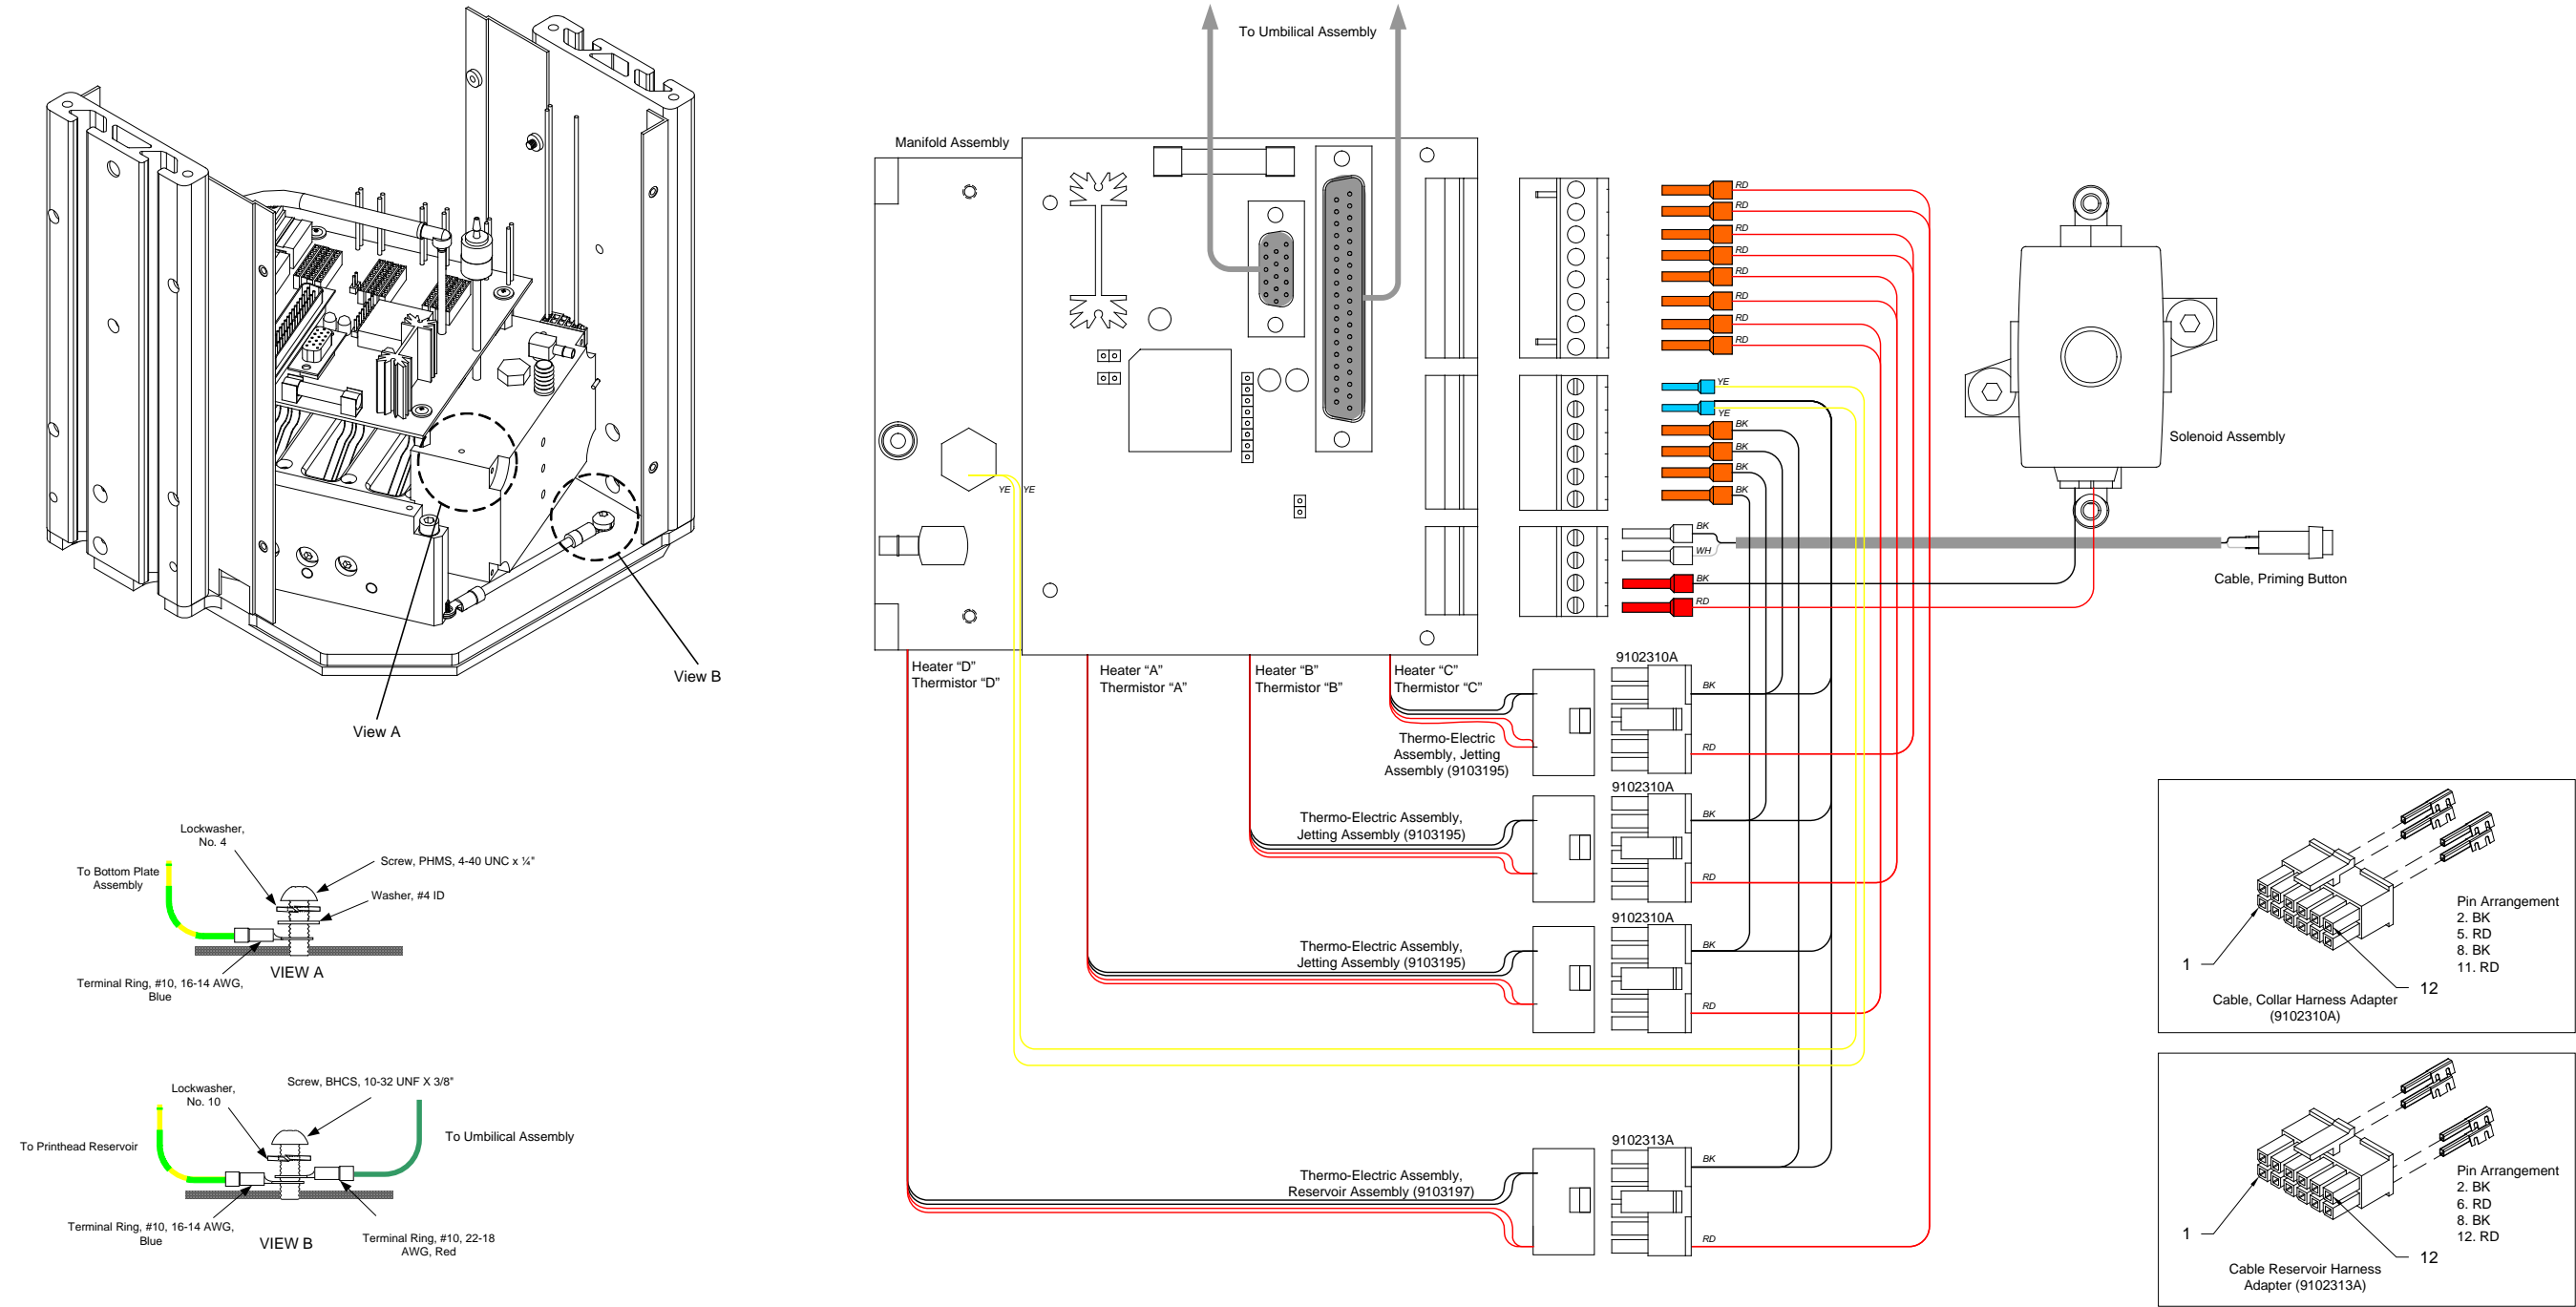 To Umbilical Assembly
Manifold Assembly
RD
RD
RD
RD
RD
RD
RD
RD
YE
YE
BK
BK
BK
BK
YE
YE
Solenoid Assembly
BK
WH
BK
RD
Cable, Priming Button
View B
View A
Heater “D”
Thermistor “D”
Heater “A”
Thermistor “A”
Heater “B”
Thermistor “B”
Heater “C”
Thermistor “C”
9102310A
BK
RD
Thermo-Electric
Assembly, Jetting
Assembly (9103195)
9102310A
BK
RD
Thermo-Electric Assembly,
Jetting Assembly (9103195)
9102310A
BK
RD
Thermo-Electric Assembly,
Jetting Assembly (9103195)
9102313A
BK
RD
Thermo-Electric Assembly,
Reservoir Assembly (9103197)
Lockwasher,
No. 4
Screw, PHMS, 4-40 UNC x ¼"
To Bottom Plate
Assembly
Washer, #4 ID
VIEW A
Terminal Ring, #10, 16-14 AWG,
Blue
Lockwasher,
No. 10
Screw, BHCS, 10-32 UNF X 3/8"
To Printhead Reservoir
To Umbilical Assembly
Terminal Ring, #10, 16-14 AWG,
Blue
VIEW B
Terminal Ring, #10, 22-18
AWG, Red
Pin Arrangement
2. BK
5. RD
8. BK
11. RD
1
12
Cable, Collar Harness Adapter
(9102310A)
Pin Arrangement
2. BK
6. RD
8. BK
12. RD
1
12
Cable Reservoir Harness
Adapter (9102313A)